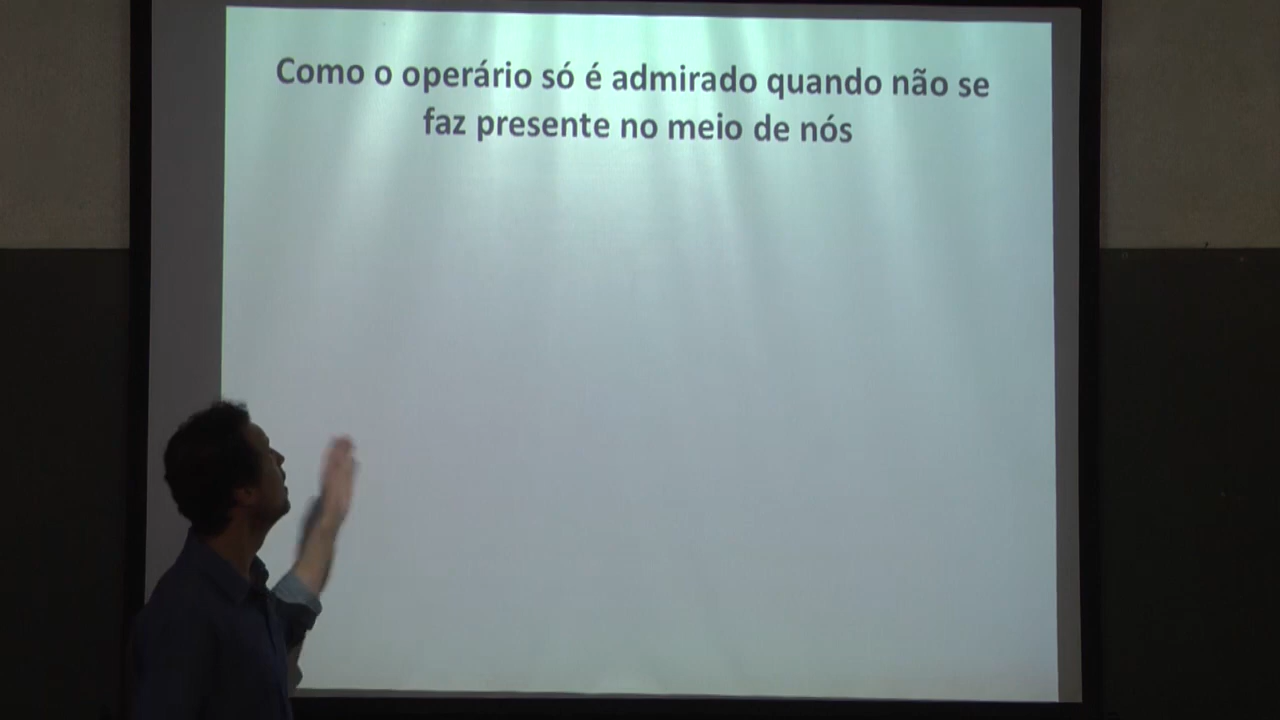 Como o operário só é admirado quando não se
faz presente no meio de nós